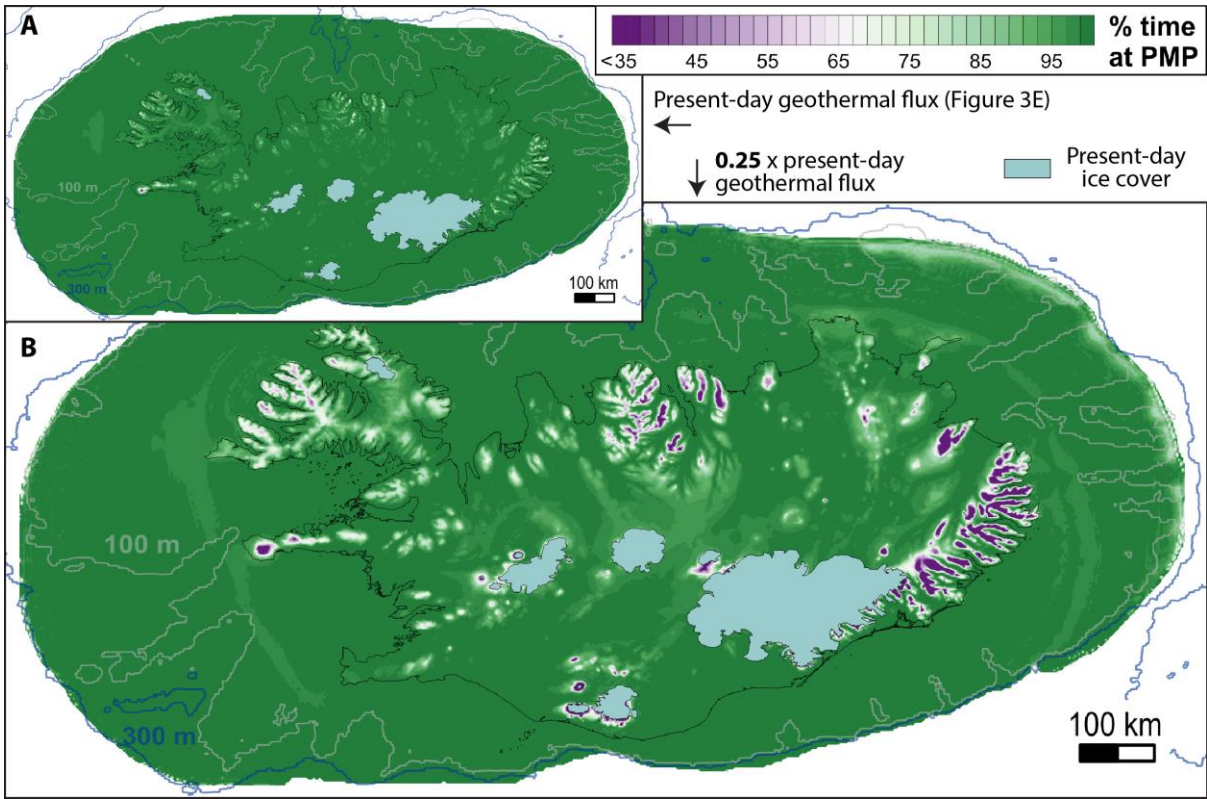 A
% time
at PMP
<35 45 55 65 75 85 95
Present-day geothermal flux (Figure 3E)
0.25 x present-day
geothermal flux
Present-day
ice cover
100 m
300 m
100 km
B
100 m
300 m
100 km